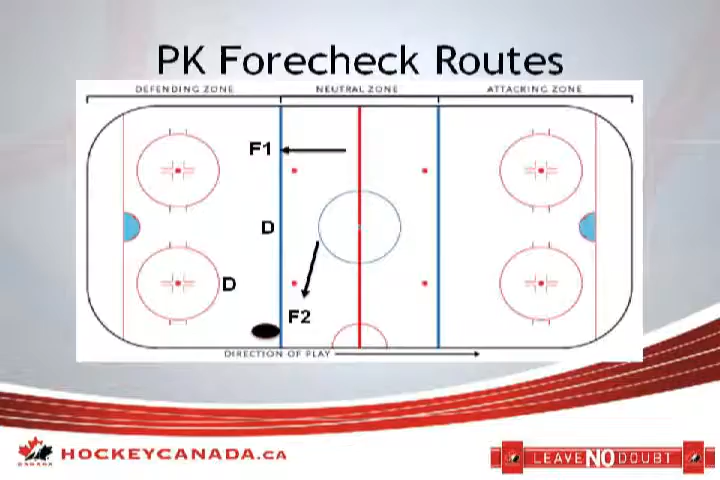 PK Forecheck Routes
DEFENDING ZONE NEUTRAL ZONE ATTACKING ZONE
F1
D
D
F2
DIRECTION OF PLAY
CANADA HOCKEYCANADA.ca
LEAVE NO DOUBT